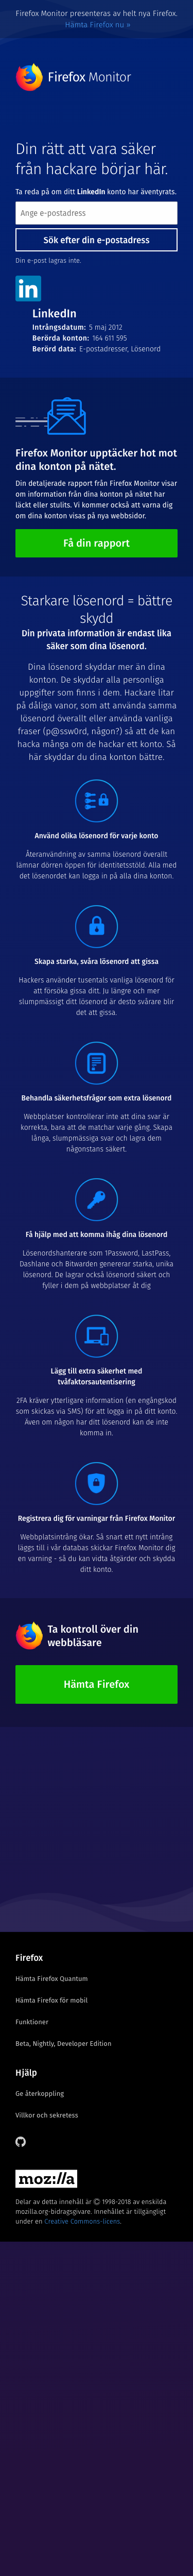 Firefox Monitor presenteras av helt nya Firefox.
Hämta Firefox nu »
Firefox Monitor
Din rätt att vara säker
från hackare börjar här.
Ta reda på om ditt LinkedIn konto har äventyrats.
Ange e-postadress
Sök efter din e-postadress
Din e-post lagras inte.
in
LinkedIn
Intrångsdatum: 5 maj 2012
Berörda konton: 164 611 595
Berörd data: E-postadresser, Lösenord
Firefox Monitor upptäcker hot mot
dina konton på nätet.
Din detaljerade rapport från Firefox Monitor visar
om information från dina konton på nätet har
läckt eller stulits. Vi kommer också att varna dig
om dina konton visas på nya webbsidor.
Få din rapport
Starkare lösenord = bättre
skydd
Din privata information är endast lika
säker som dina lösenord.
Dina lösenord skyddar mer än dina
konton. De skyddar alla personliga
uppgifter som finns i dem. Hackare litar
på dåliga vanor, som att använda samma
lösenord överallt eller använda vanliga
fraser (p@ssw0rd, någon?) så att de kan
hacka många om de hackar ett konto. Så
här skyddar du dina konton bättre.
Använd olika lösenord för varje konto
Återanvändning av samma lösenord överallt
lämnar dörren öppen för identitetsstöld. Alla med
det lösenordet kan logga in på alla dina konton.
Skapa starka, svåra lösenord att gissa
Hackers använder tusentals vanliga lösenord för
att försöka gissa ditt. Ju längre och mer
slumpmässigt ditt lösenord är desto svårare blir
det att gissa.
Behandla säkerhetsfrågor som extra lösenord
Webbplatser kontrollerar inte att dina svar är
korrekta, bara att de matchar varje gång. Skapa
långa, slumpmässiga svar och lagra dem
någonstans säkert.
Få hjälp med att komma ihåg dina lösenord
Lösenordshanterare som 1Password, LastPass,
Dashlane och Bitwarden genererar starka, unika
lösenord. De lagrar också lösenord säkert och
fyller i dem på webbplatser åt dig
Lägg till extra säkerhet med
tvåfaktorsautentisering
2FA kräver ytterligare information (en engångskod
som skickas via SMS) för att logga in på ditt konto.
Även om någon har ditt lösenord kan de inte
komma in.
Registrera dig för varningar från Firefox Monitor
Webbplatsintrång ökar. Så snart ett nytt intrång
läggs till i vår databas skickar Firefox Monitor dig
en varning - så du kan vidta åtgärder och skydda
ditt konto.
Ta kontroll över din
webbläsare
Hämta Firefox
Firefox
Hämta Firefox Quantum
Hämta Firefox för mobil
Funktioner
Beta, Nightly, Developer Edition
Hjälp
Ge återkoppling
Villkor och sekretess
moz://a
Delar av detta innehåll är © 1998-2018 av enskilda
mozilla.org-bidragsgivare. Innehållet är tillgängligt
under en Creative Commons-licens.